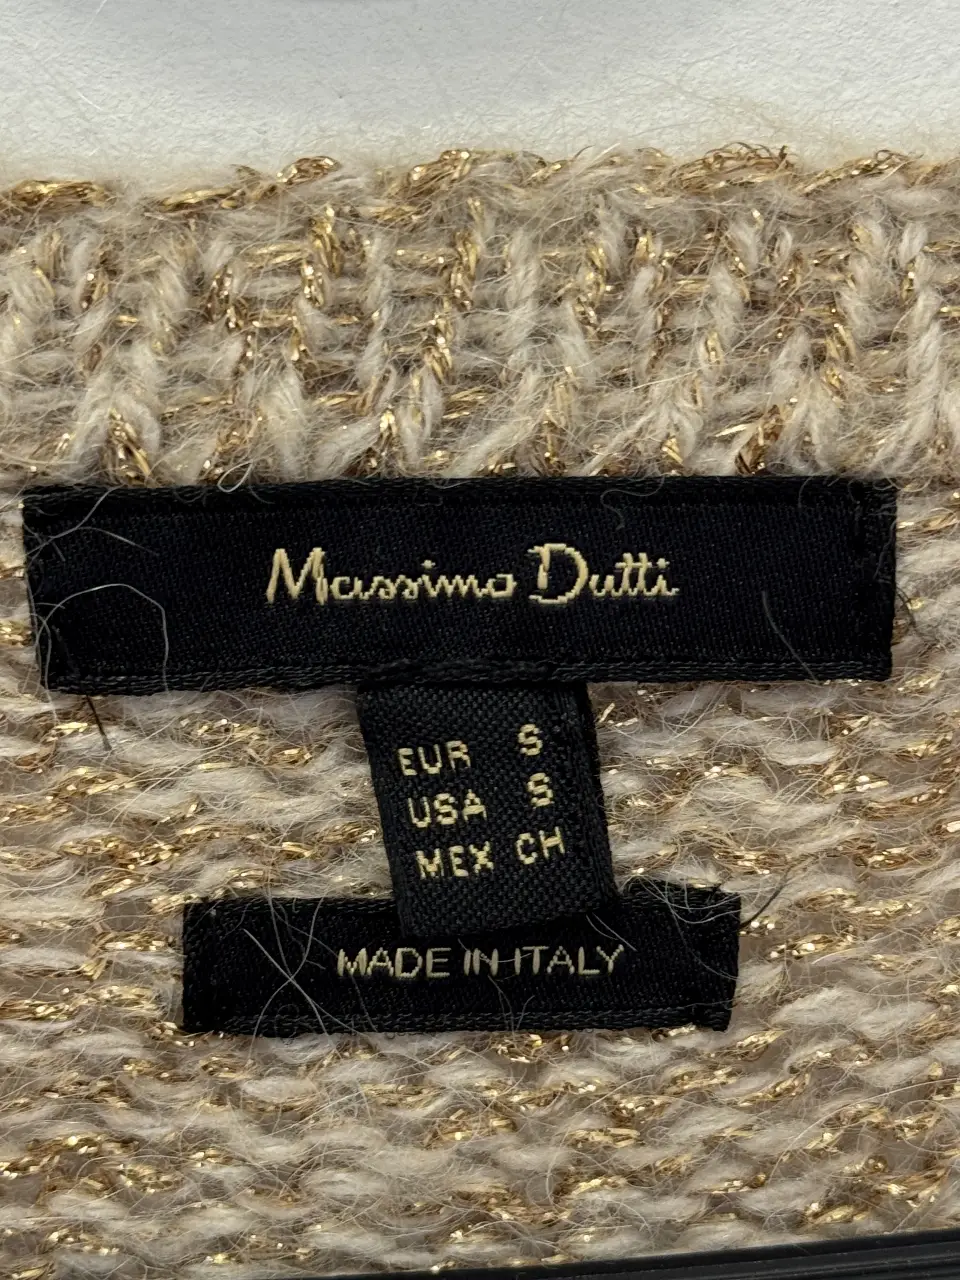 Massimo Dutti
EUR S
USA S
MEX CH
MADE IN ITALY